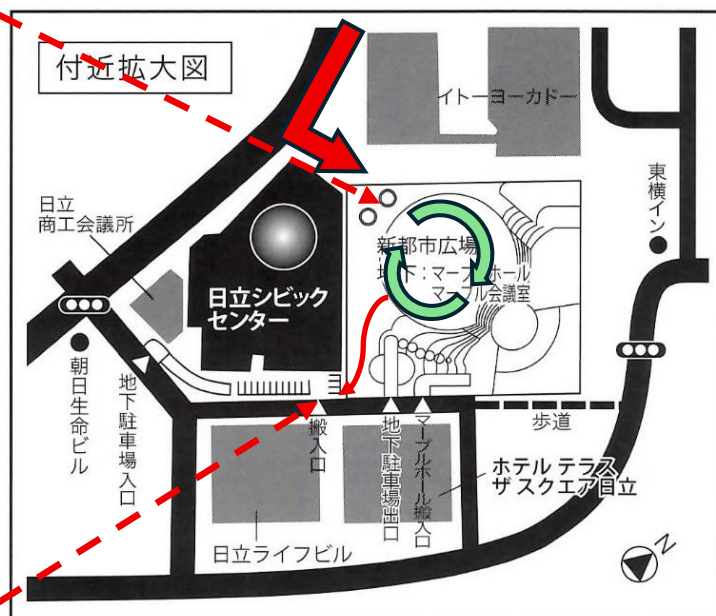 付近拡大図
イトーヨーカドー
東横イン
日立
商工会議所
新都市広場
地下：マーブルホール
マーブル会議室
日立シビック
センター
朝日生命ビル
地下駐車場入口
搬入口
地下駐車場出口
マーブルホール搬入口
歩道
ホテル テラス
ザ スクエア日立
日立ライフビル
N